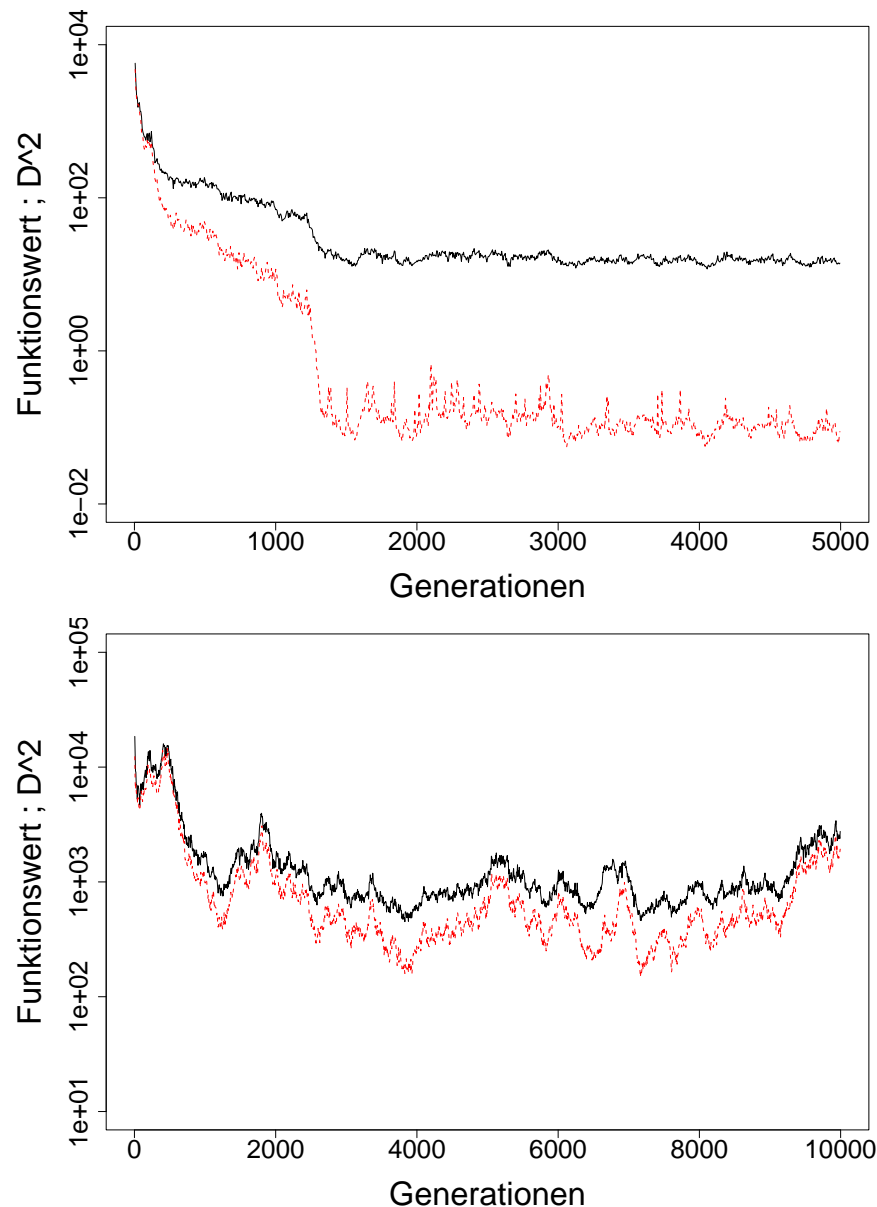 Funktionswert ; D^2
1e+04
1e+02
1e+00
1e−02
0 1000 2000 3000 4000 5000
Generationen
Funktionswert ; D^2
1e+05
1e+04
1e+03
1e+02
1e+01
0 2000 4000 6000 8000 10000
Generationen